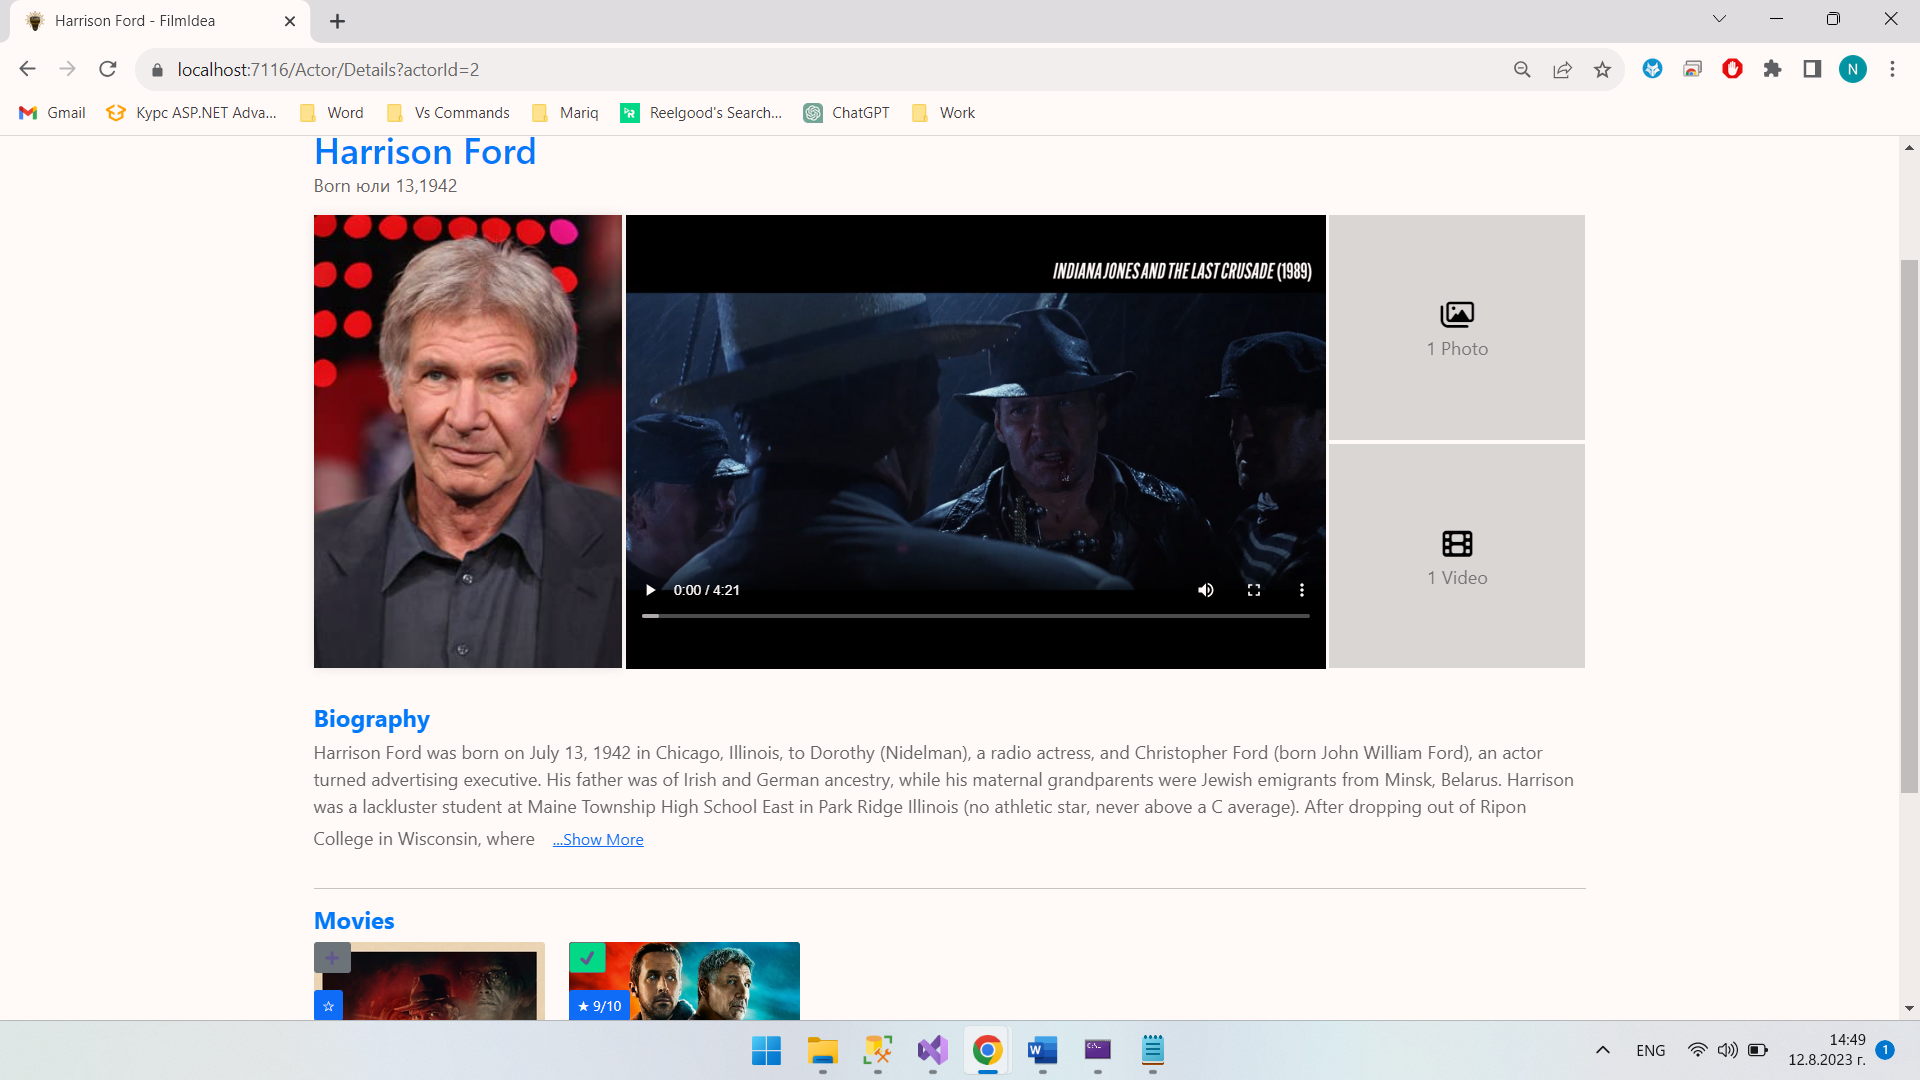 Harrison Ford - FilmIdea
localhost:7116/Actor/Details?actorId=2
N
Gmail
Курс ASP.NET Adva...
Word
Vs Commands
Mariq
Reelgood's Search...
ChatGPT
Work
Harrison Ford
Born юли 13,1942
INDIANA JONES AND THE LAST CRUSADE (1989)
1 Photo
0:00 / 4:21
1 Video
Biography
Harrison Ford was born on July 13, 1942 in Chicago, Illinois, to Dorothy (Nidelman), a radio actress, and Christopher Ford (born John William Ford), an actor
turned advertising executive. His father was of Irish and German ancestry, while his maternal grandparents were Jewish emigrants from Minsk, Belarus. Harrison
was a lackluster student at Maine Township High School East in Park Ridge Illinois (no athletic star, never above a C average). After dropping out of Ripon
College in Wisconsin, where ...Show More
Movies
★ 9/10
ENG
14:49
12.8.2023 г.
1